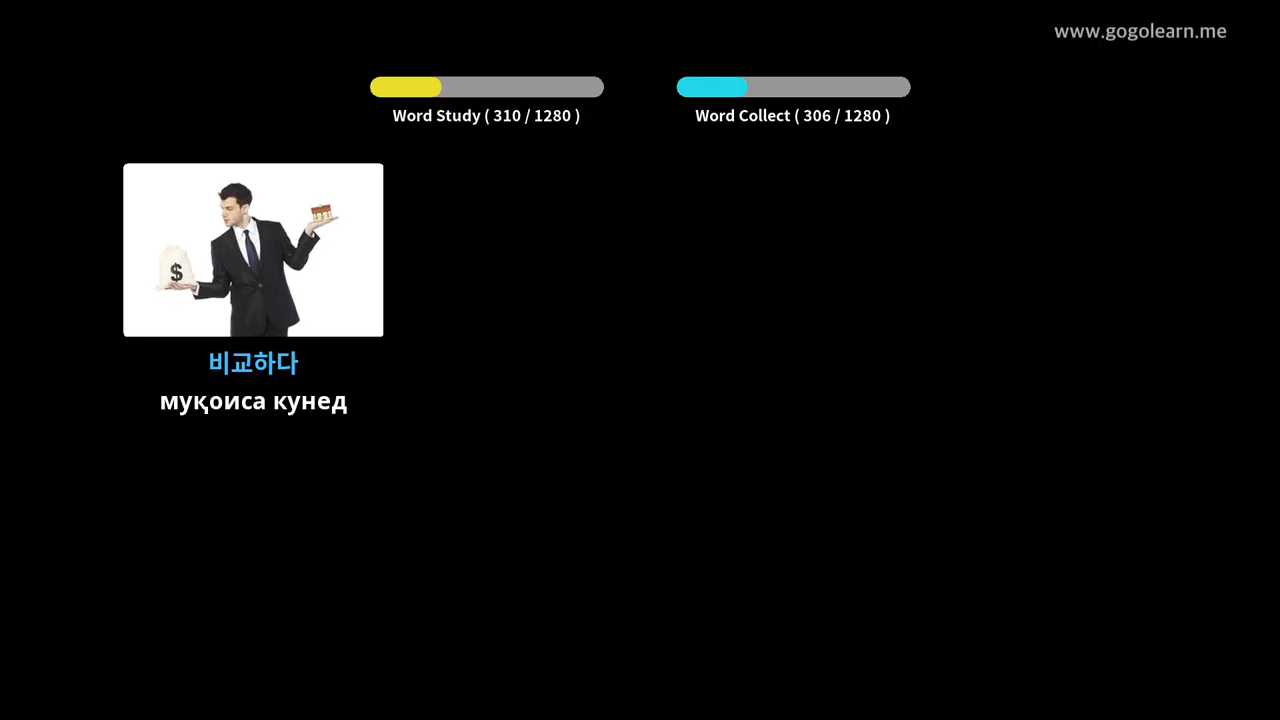 www.gogolearn.me
Word Study ( 310 / 1280 )
Word Collect ( 306 / 1280 )
$
비교하다
муқоиса кунед